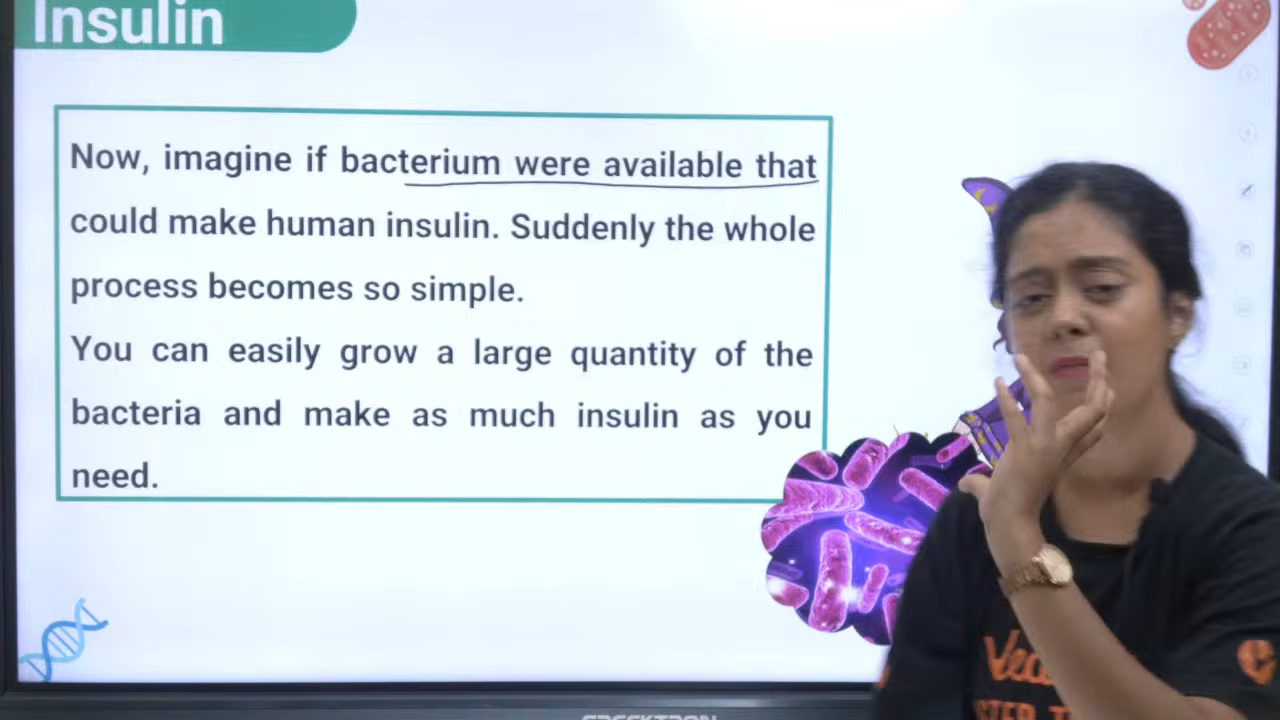 Insulin
Now, imagine if bacterium were available that
could make human insulin. Suddenly the whole
process becomes so simple.
You can easily grow a large quantity of the
bacteria and make as much insulin as you
need.